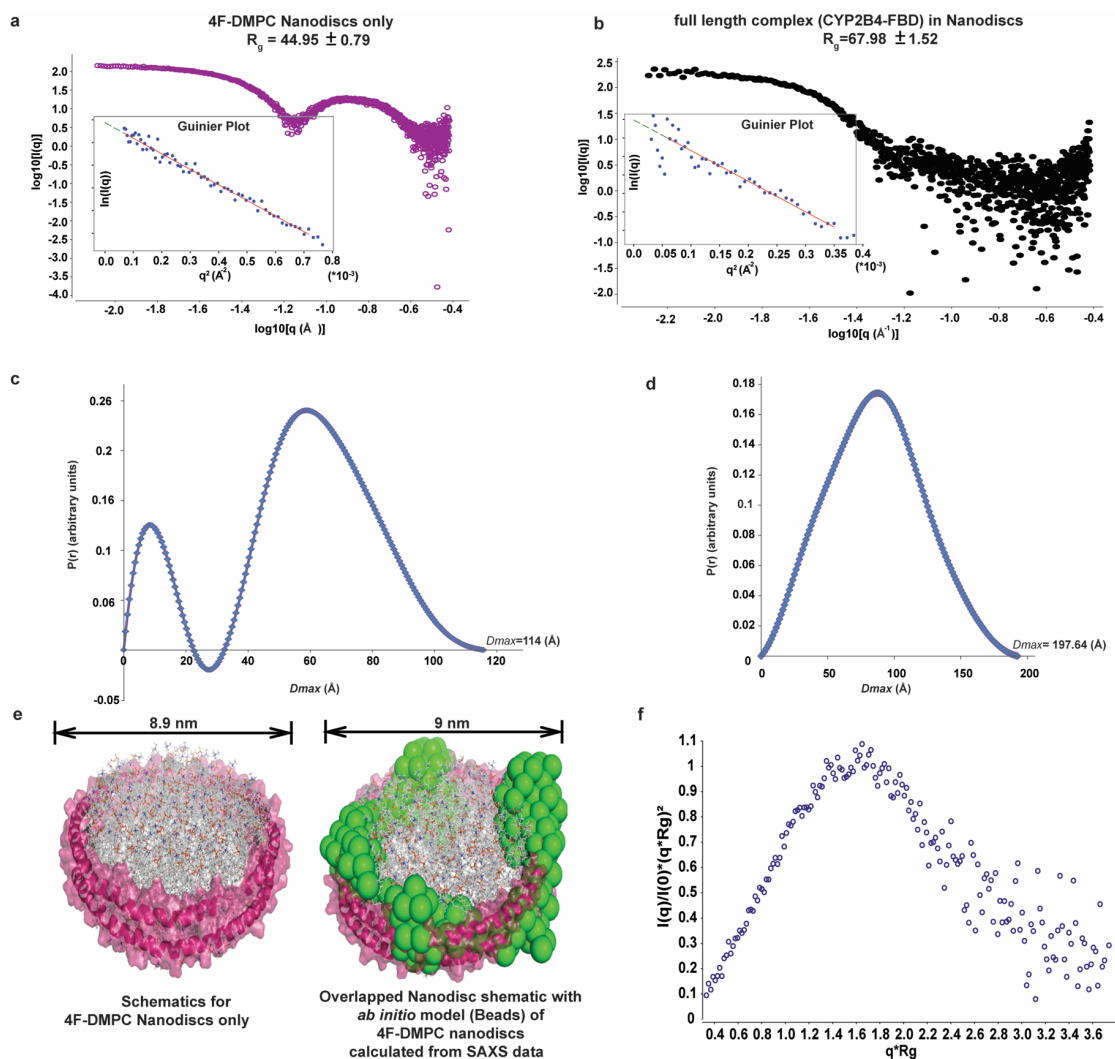 a
4F-DMPC Nanodiscs only
Rg = 44.95 ± 0.79
log10[I(q)]
2.0
1.5
1.0
0.5
0.0
-0.5
-1.0
-1.5
-2.0
-2.5
-3.0
-3.5
-4.0
Guinier Plot
ln(I(q))
0.0 0.1 0.2 0.3 0.4 0.5 0.6 0.7 0.8
q² (A⁻²)
(*10⁻³)
-2.0 -1.8 -1.6 -1.4 -1.2 -1.0 -0.8 -0.6 -0.4
log10[q (Å )]
b
full length complex (CYP2B4-FBD) in Nanodiscs
Rg=67.98 ± 1.52
log10[I(q)]
2.5
2.0
1.5
1.0
0.5
0.0
-0.5
-1.0
-1.5
-2.0
Guinier Plot
ln(I(q))
0.0 .05 0.10 0.20 0.30 0.35 0.4
q² (A⁻²)
(*10⁻³)
-2.2 -2.0 -1.8 -1.6 -1.4 -1.2 -1.0 -0.8 -0.6 -0.4
log10[q (Å⁻¹)]
c
P(r) (arbitrary units)
0.26
0.2
0.16
0.1
0.06
-0.05
0 20 40 60 80 100 120
Dmax=114 (Å)
Dmax (Å)
d
P(r) (arbitrary units)
0.18
0.16
0.14
0.12
0.1
0.08
0.06
0.04
0.02
0
0 50 100 150 200
Dmax= 197.64 (Å)
Dmax (Å)
e
8.9 nm
9 nm
Schematics for
4F-DMPC Nanodiscs only
Overlapped Nanodisc shematic with
ab initio model (Beads) of
4F-DMPC nanodiscs
calculated from SAXS data
f
I(q)/I(0)*(q*Rg)²
1.1
1
0.9
0.8
0.7
0.6
0.5
0.4
0.3
0.2
0.1
0.4 0.6 0.8 1.0 1.2 1.4 1.6 1.8 2.0 2.2 2.4 2.6 2.8 3.0 3.2 3.4 3.6
q*Rg